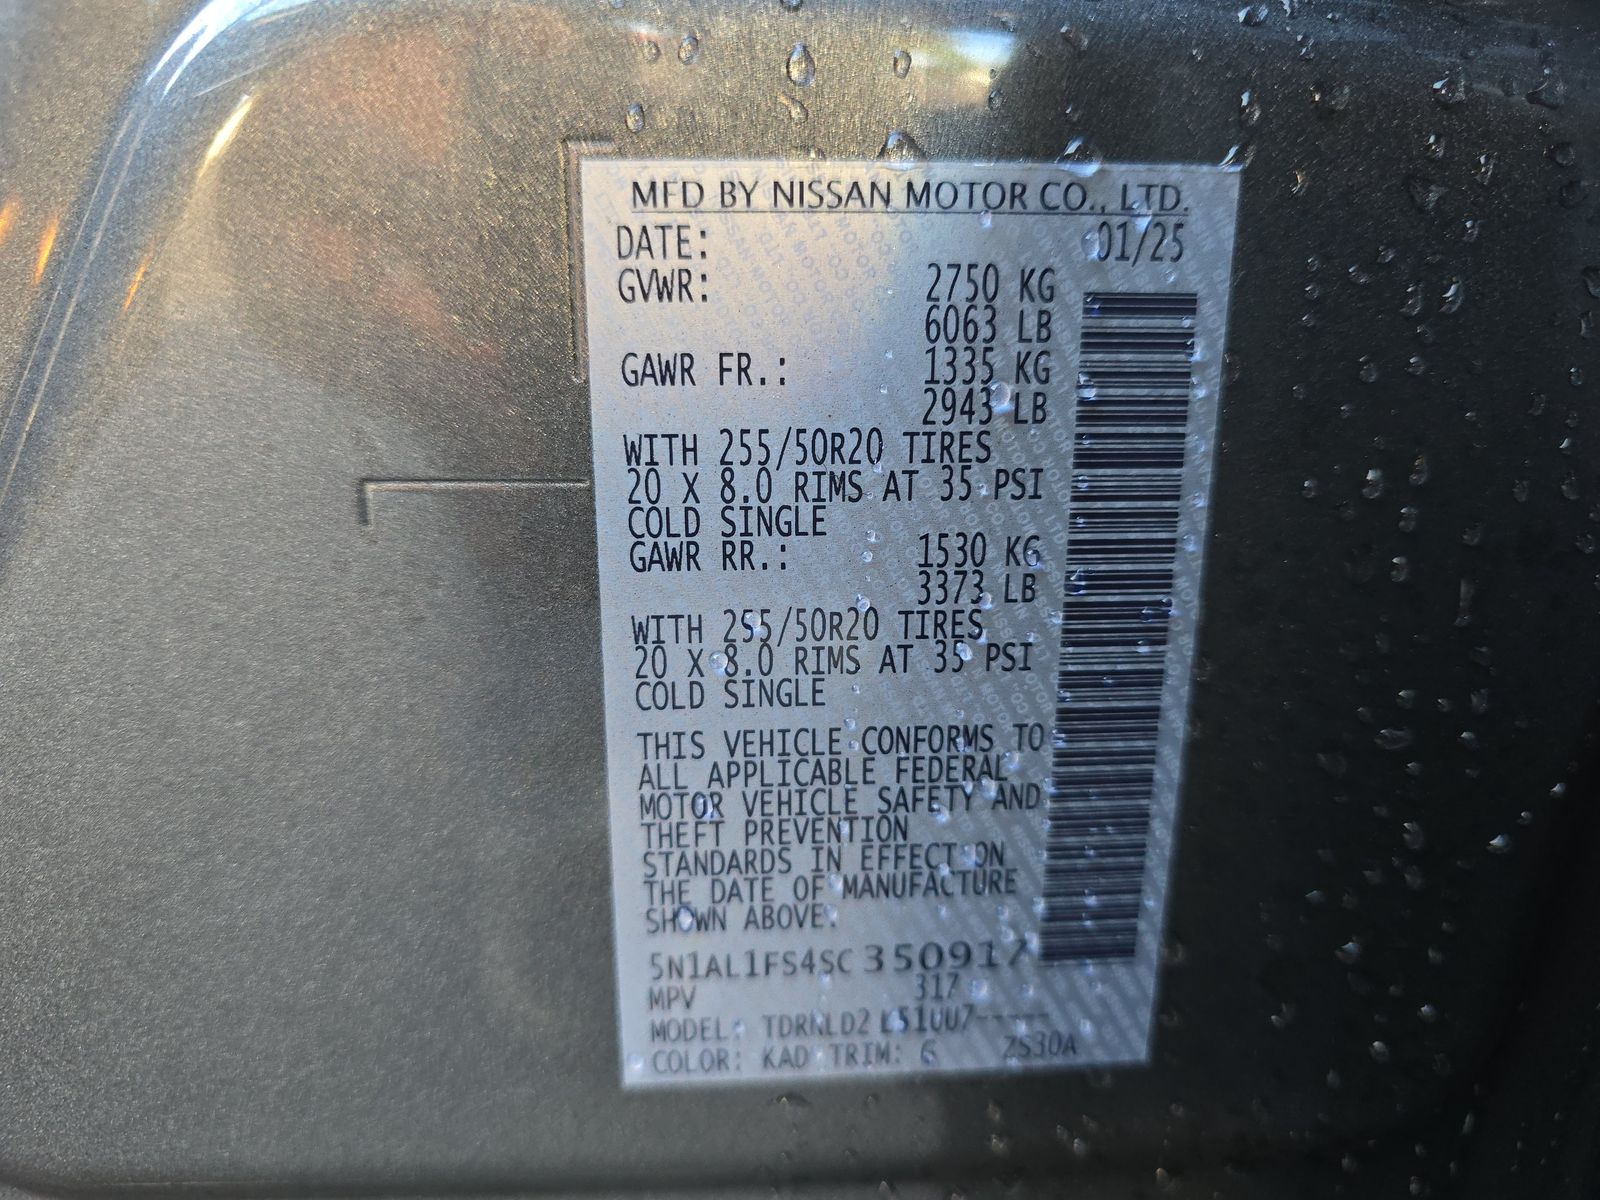 MFD BY NISSAN MOTOR CO., LTD.
DATE: 01/25
GVWR: 2750 KG
6063 LB
GAWR FR.: 1335 KG
2943 LB
WITH 255/50R20 TIRES
20 X 8.0 RIMS AT 35 PSI
COLD SINGLE
GAWR RR.: 1530 KG
3373 LB
WITH 255/50R20 TIRES
20 X 8.0 RIMS AT 35 PSI
COLD SINGLE
THIS VEHICLE CONFORMS TO
ALL APPLICABLE FEDERAL
MOTOR VEHICLE SAFETY AND
THEFT PREVENTION
STANDARDS IN EFFECT ON
THE DATE OF MANUFACTURE
SHOWN ABOVE.
5N1AL1FS4SC350917
MPV 317
MODEL: TDRNLD2
COLOR: KAD TRIM: ZS30A